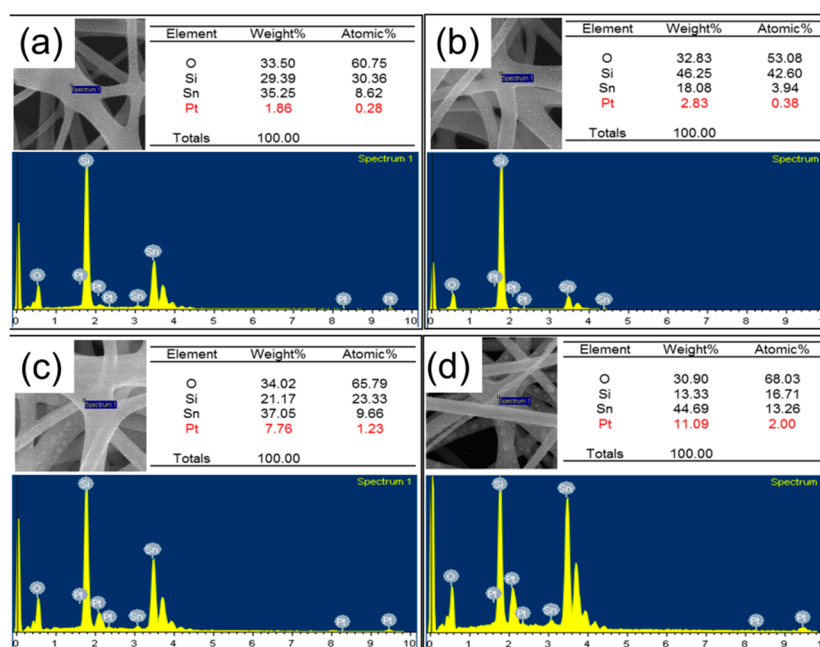 (a)
Element Weight% Atomic%
O 33.50 60.75
Si 29.39 30.36
Sn 35.25 8.62
Pt 1.86 0.28
Totals 100.00
Spectrum 1
Spectrum 1
Si
Sn
O Pt Pt Pt Sn Pt Pt
0 1 2 3 4 5 6 7 8 9 10
(b)
Element Weight% Atomic%
O 32.83 53.08
Si 46.25 42.60
Sn 18.08 3.94
Pt 2.83 0.38
Totals 100.00
Spectrum 1
Spectrum 1
Si
O Pt Pt Pt Sn Sn
0 1 2 3 4 5 6 7 8 9
(c)
Element Weight% Atomic%
O 34.02 65.79
Si 21.17 23.33
Sn 37.05 9.66
Pt 7.76 1.23
Totals 100.00
Spectrum 1
Spectrum 1
Si
Sn
O Pt Pt Pt Sn Pt Pt
0 1 2 3 4 5 6 7 8 9 10
(d)
Element Weight% Atomic%
O 30.90 68.03
Si 13.33 16.71
Sn 44.69 13.26
Pt 11.09 2.00
Totals 100.00
Spectrum 1
Spectrum
Si Sn
O Pt Pt Pt Sn Pt Pt
0 1 2 3 4 5 6 7 8 9